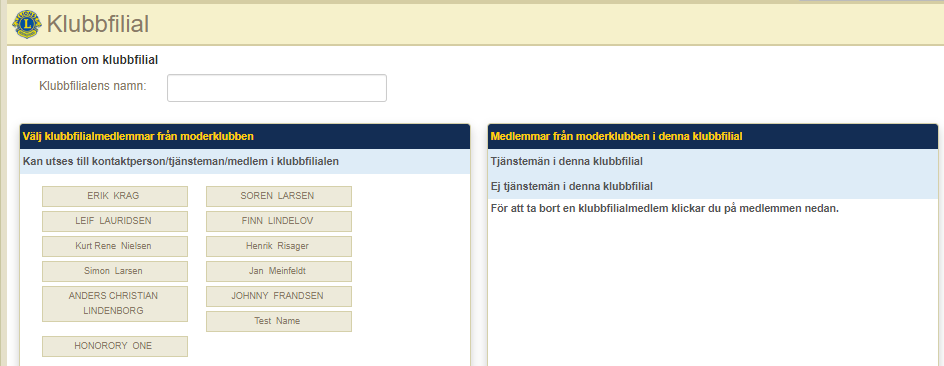 Klubbfilial
Information om klubbfilial
Klubbfilialens namn:
Välj klubbfilialmedlemmar från moderklubben
Kan utses till kontaktperson/tjänsteman/medlem i klubbfilialen
ERIK KRAG
SOREN LARSEN
LEIF LAURIDSEN
FINN LINDELOV
Kurt Rene Nielsen
Henrik Risager
Simon Larsen
Jan Meinfeldt
ANDERS CHRISTIAN
LINDENBORG
JOHNNY FRANDSEN
Test Name
HONORORY ONE
Medlemmar från moderklubben i denna klubbfilial
Tjänstemän i denna klubbfilial
Ej tjänstemän i denna klubbfilial
För att ta bort en klubbfilialmedlem klickar du på medlemmen nedan.